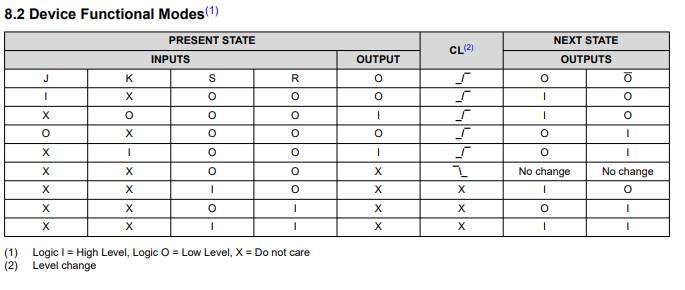 8.2 Device Functional Modes(1)
PRESENT STATE CL(2) NEXT STATE
INPUTS OUTPUT OUTPUTS
J K S R O O O̅
I X O O O I O
X O O O I I O
O X O O O O I
X I O O I O I
X X O O X No change No change
X X I O X X I O
X X O I X X O I
X X I I X X I I
(1) Logic I = High Level, Logic O = Low Level, X = Do not care
(2) Level change